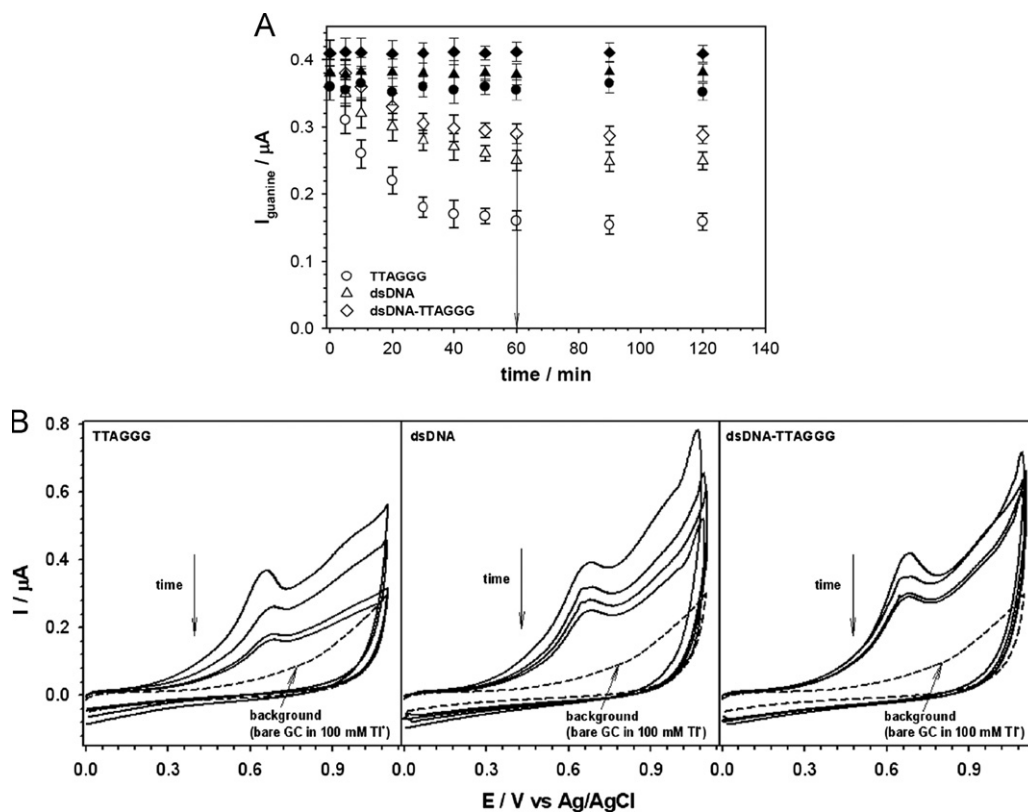 A
I guanine / µA
0.4
0.3
0.2
0.1
0.0
TTAGGG
dsDNA
dsDNA-TTAGGG
0 20 40 60 80 100 120 140
time / min
B
I / µA
0.8
0.6
0.4
0.2
0.0
TTAGGG
time
background
(bare GC in 100 mM Tl⁺)
dsDNA
time
background
(bare GC in 100 mM Tl⁺)
dsDNA-TTAGGG
time
background
(bare GC in 100 mM Tl⁺)
0.0 0.3 0.6 0.9 0.0 0.3 0.6 0.9 0.0 0.3 0.6 0.9
E / V vs Ag/AgCl